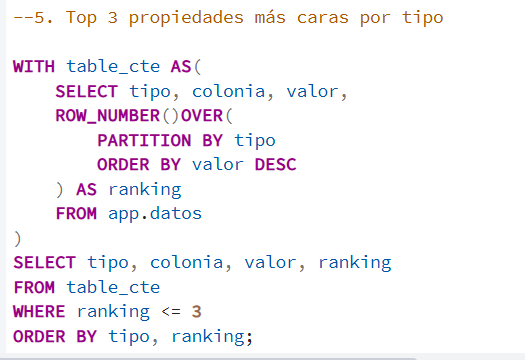 --5. Top 3 propiedades más caras por tipo
WITH table_cte AS(
    SELECT tipo, colonia, valor,
    ROW_NUMBER()OVER(
        PARTITION BY tipo
        ORDER BY valor DESC
    ) AS ranking
    FROM app.datos
)
SELECT tipo, colonia, valor, ranking
FROM table_cte
WHERE ranking <= 3
ORDER BY tipo, ranking;